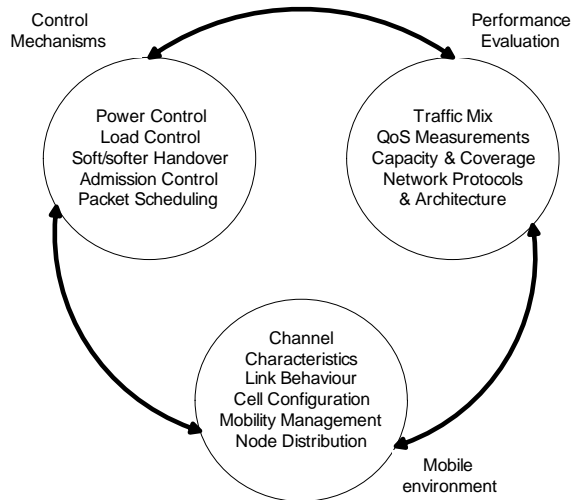 Control
Mechanisms
Performance
Evaluation
Power Control
Load Control
Soft/softer Handover
Admission Control
Packet Scheduling
Traffic Mix
QoS Measurements
Capacity & Coverage
Network Protocols
& Architecture
Channel
Characteristics
Link Behaviour
Cell Configuration
Mobility Management
Node Distribution
Mobile
environment